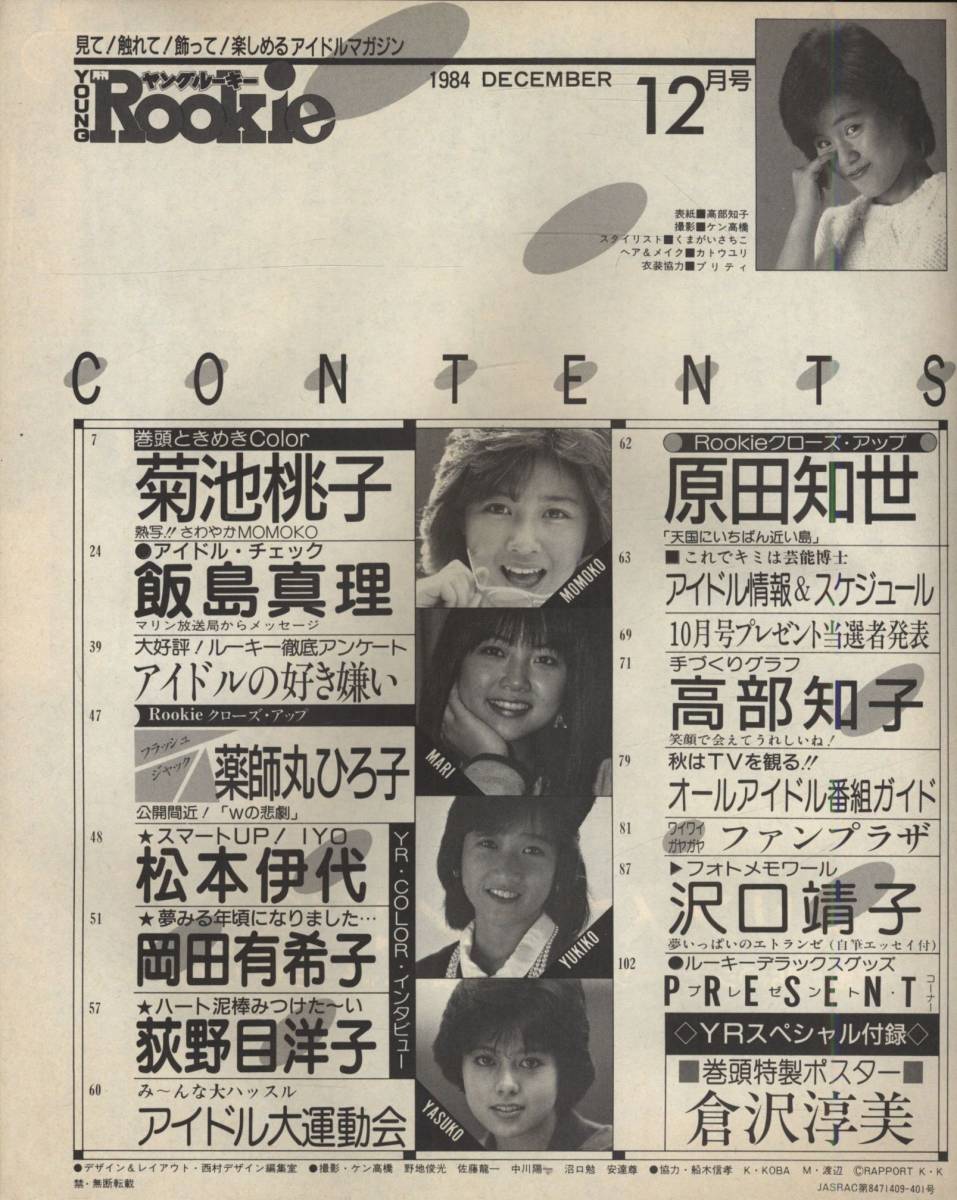 見て!触れて!飾って!楽しめるアイドルマガジン
月刊
ヤングルーキー
YOUNG
Rookie
1984 DECEMBER
12月号
表紙■高部知子
撮影■ケン高橋
スタイリスト■くまがいさちこ
ヘア&メイク■カトウユリ
衣装協力■プリティ
CONTENTS
7
巻頭ときめきColor
菊池桃子
熱写!!さわやかMOMOKO
24
●アイドル・チェック
飯島真理
マリン放送局からメッセージ
39
大好評!ルーキー徹底アンケート
アイドルの好き嫌い
47
Rookieクローズ・アップ
フラッシュ
ジャック
薬師丸ひろ子
公開間近!「Wの悲劇」
48
★スマートUP! IYO
松本伊代
51
★夢みる年頃になりました…
岡田有希子
57
★ハート泥棒みつけた〜い
荻野目洋子
YR・COLOR・インタビュー
60
み〜んな大ハッスル
アイドル大運動会
MOMOKO
MARI
YUKIKO
YASUKO
62
Rookieクローズ・アップ
原田知世
「天国にいちばん近い島」
63
■これでキミは芸能博士
アイドル情報&スケジュール
69
10月号プレゼント当選者発表
71
手づくりグラフ
高部知子
笑顔で会えてうれしいね!
79
秋はTVを観る!!
オールアイドル番組ガイド
81
ワイワイ
ガヤガヤ
ファンプラザ
87
▶フォトメモワール
沢口靖子
夢いっぱいのエトランゼ(自筆エッセイ付)
102
●ルーキーデラックスグッズ
PRESENT
プレゼント・コーナー
◇YRスペシャル付録◇
■巻頭特製ポスター■
倉沢淳美
●デザイン&レイアウト・西村デザイン編集室 ●撮影・ケン高橋 野地俊光 佐藤龍一 中川陽一 沼口勉 安達尊 ●協力・船木信孝 K・KOBA M・渡辺 ©RAPPORT K・K
禁・無断転載
JASRAC第8471409-401号